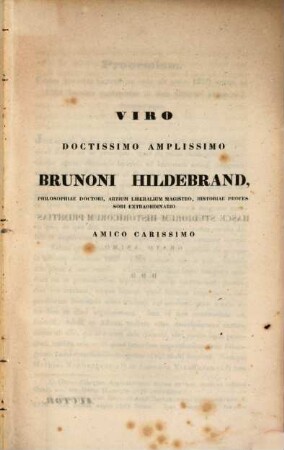 VIRO
DOCTISSIMO AMPLISSIMO
BRUNONI HILDEBRAND,
PHILOSOPHIAE DOCTORI, ARTIUM LIBERALIUM MAGISTRO, HISTORIAE PROFES
SORI EXTRAORDINARIO
AMICO CARISSIMO